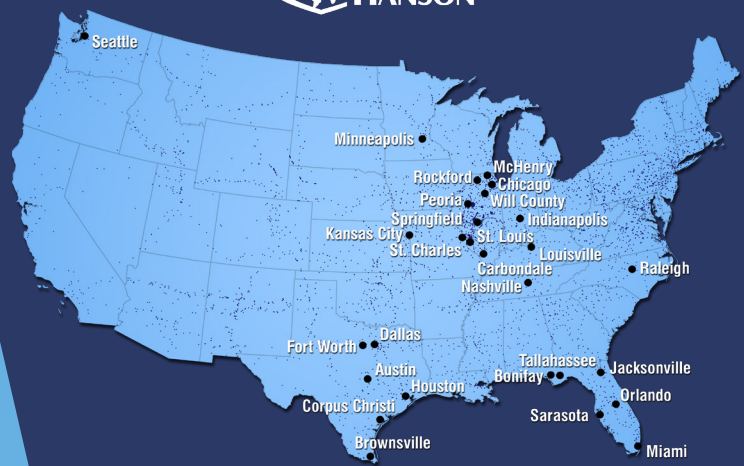 HANSON
Seattle
Minneapolis
McHenry
Rockford
Chicago
Peoria
Will County
Springfield
Indianapolis
Kansas City
St. Louis
St. Charles
Louisville
Carbondale
Raleigh
Nashville
Dallas
Fort Worth
Tallahassee
Jacksonville
Austin
Bonifay
Houston
Orlando
Corpus Christi
Sarasota
Brownsville
Miami